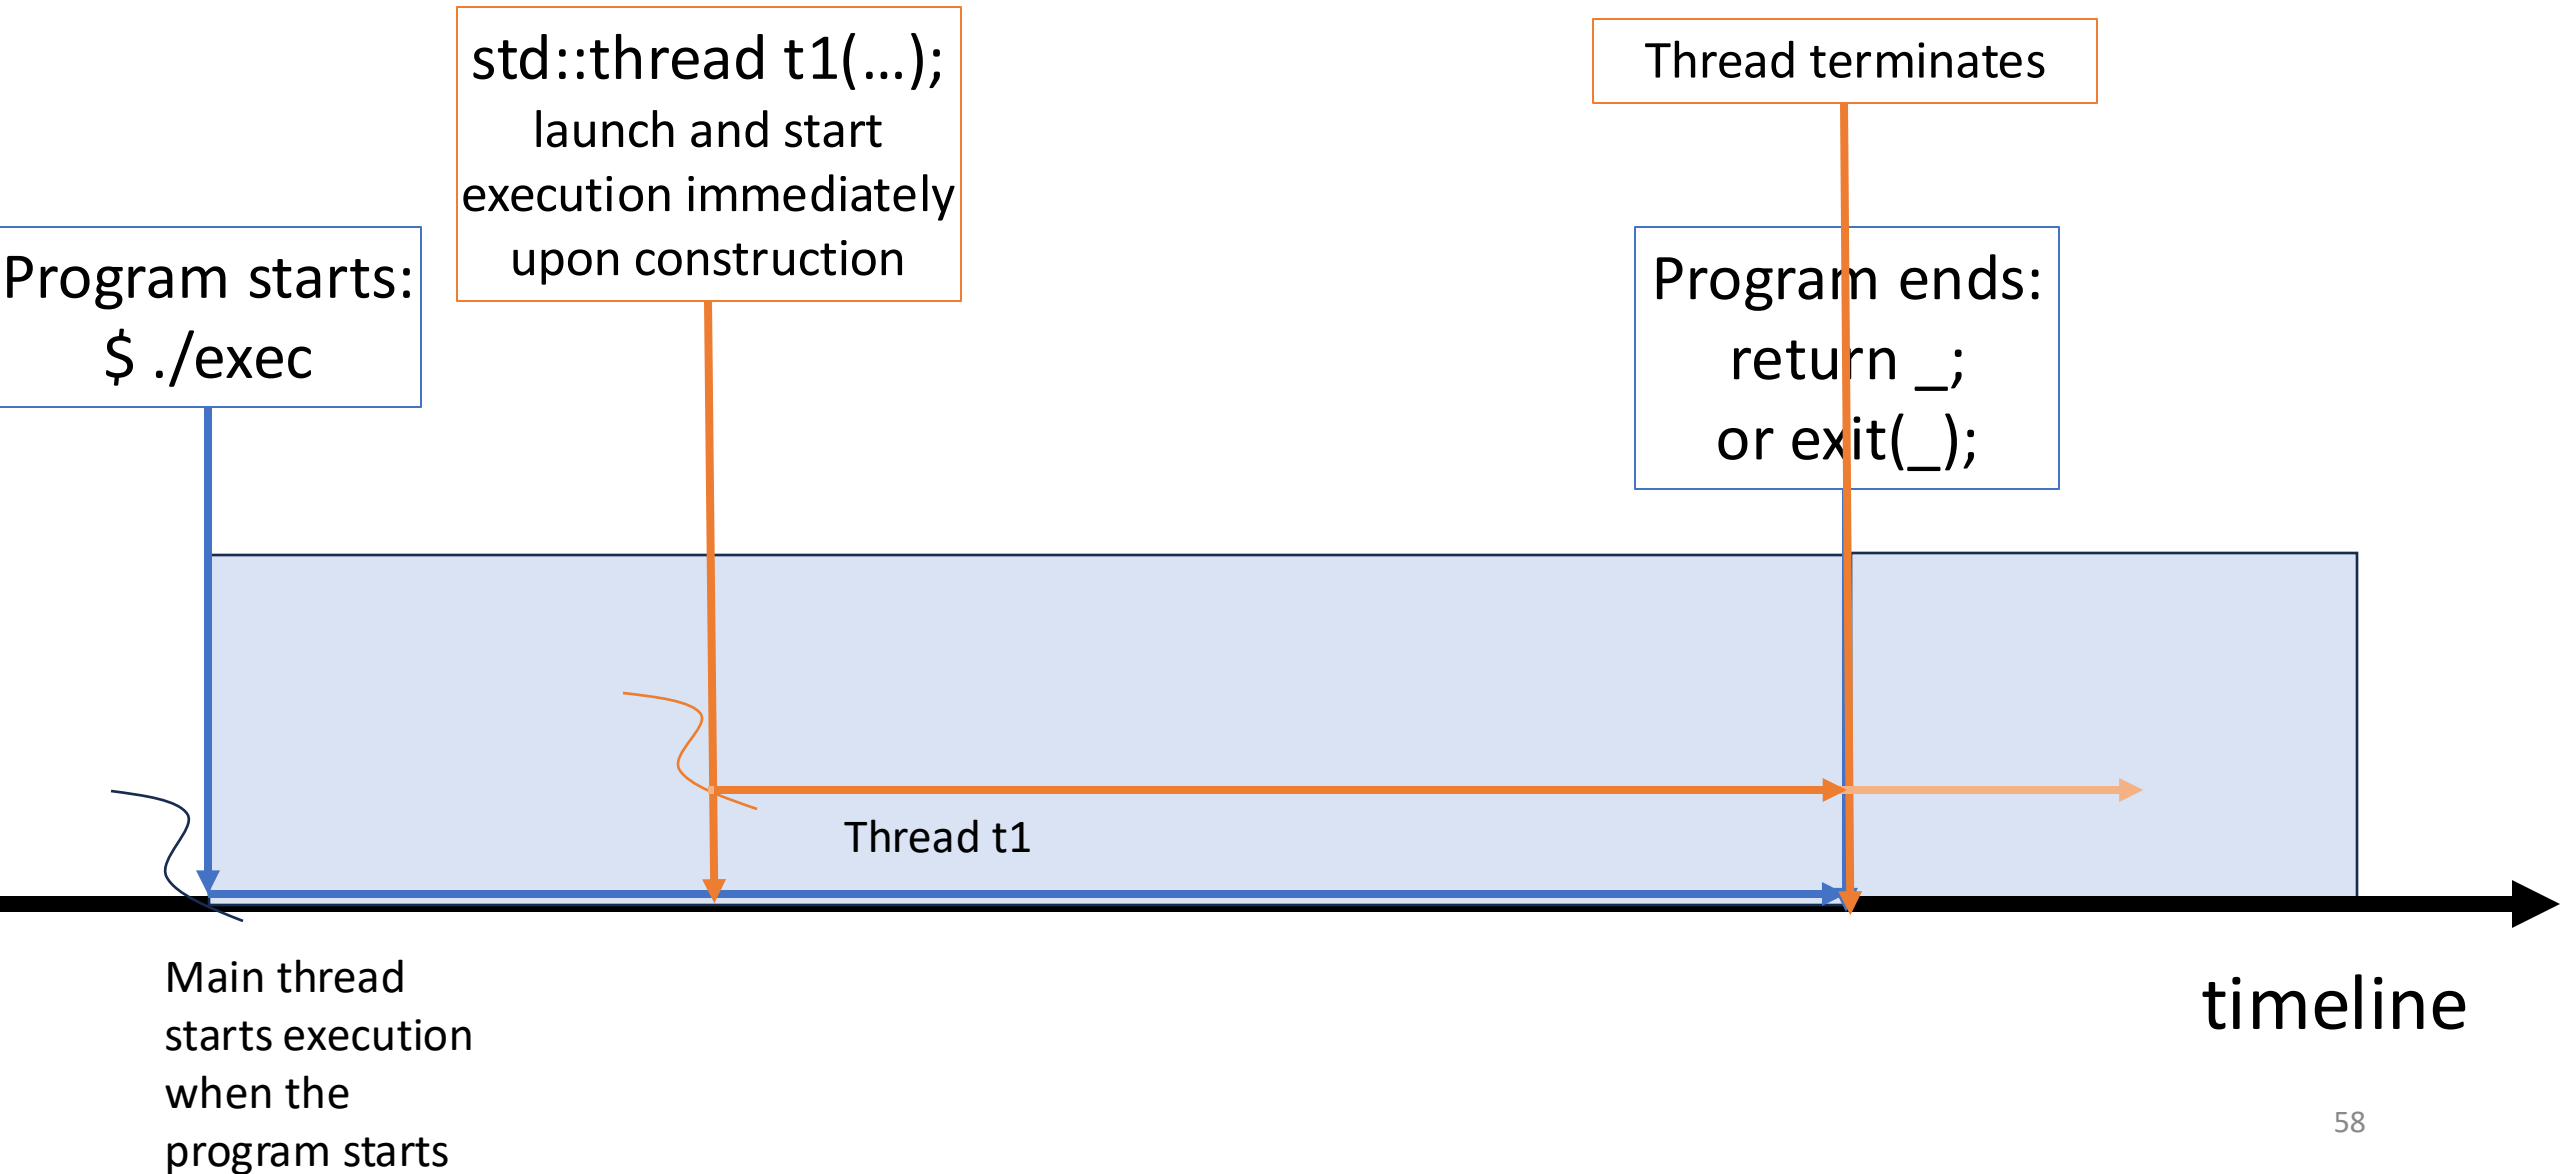 std::thread t1(…);
launch and start
execution immediately
upon construction
Thread terminates
Program starts:
$ ./exec
Program ends:
return _;
or exit(_);
Thread t1
Main thread
starts execution
when the
program starts
timeline
58